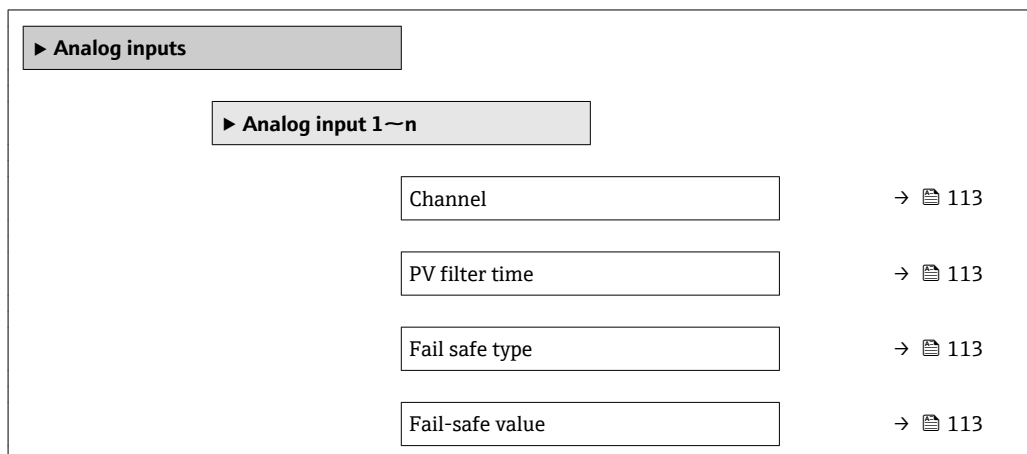 ▶ Analog inputs
▶ Analog input 1~n
Channel → 113
PV filter time → 113
Fail safe type → 113
Fail-safe value → 113